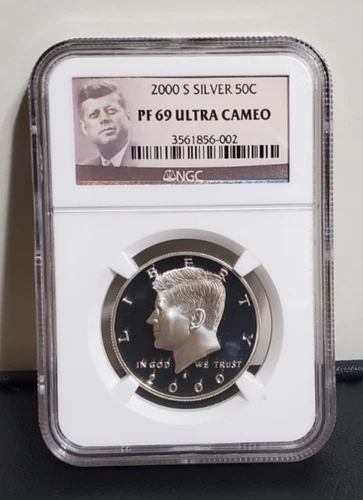 2000 S SILVER 50C
PF 69 ULTRA CAMEO
3561856-002
NGC
LIBERTY
IN GOD WE TRUST
S
2000